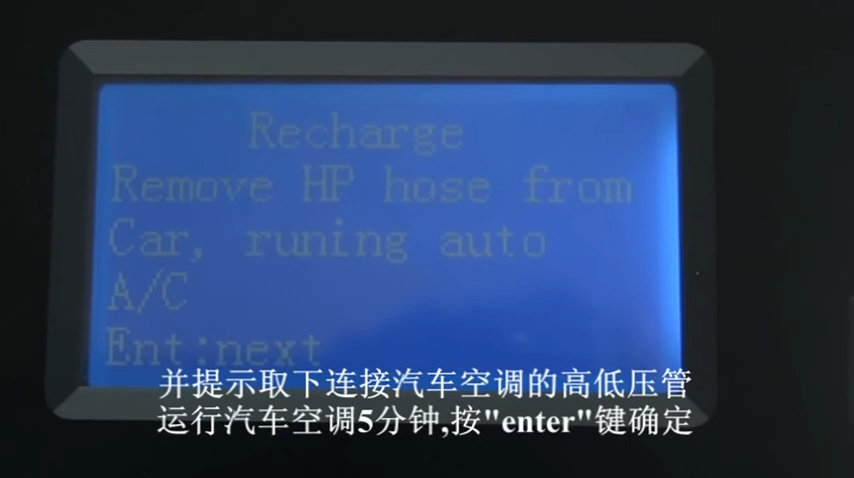 Recharge
Remove HP hose from
Car, runing auto
A/C
Ent:next
并提示取下连接汽车空调的高低压管
运行汽车空调5分钟,按"enter"键确定